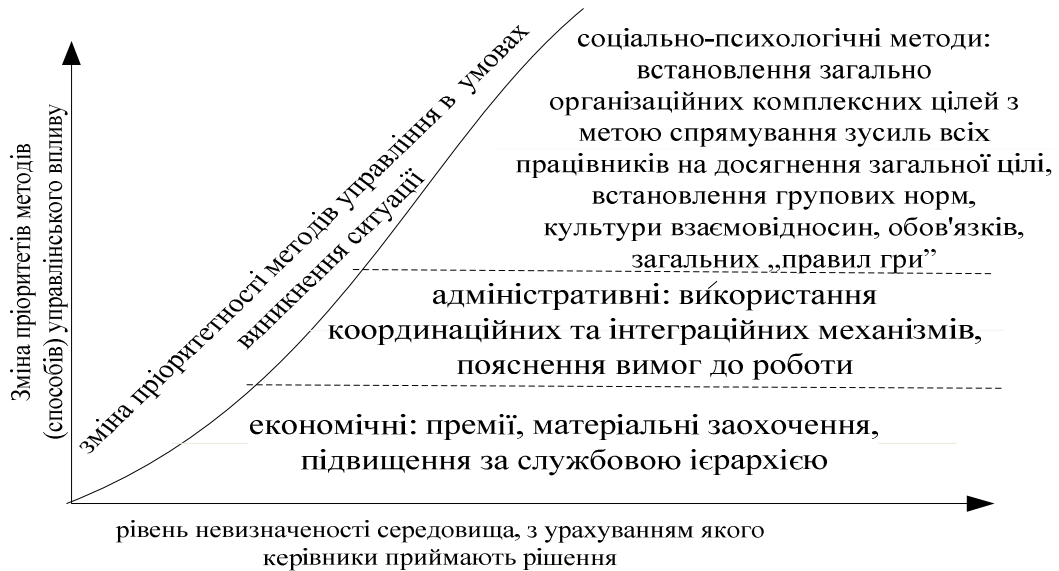 Зміна пріоритетів методів
(способів) управлінського впливу
зміна пріоритетності методів управління в умовах
виникнення ситуації
соціально-психологічні методи:
встановлення загально
організаційних комплексних цілей з
метою спрямування зусиль всіх
працівників на досягнення загальної цілі,
встановлення групових норм,
культури взаємовідносин, обов'язків,
загальних „правил гри”
адміністративні: використання
координаційних та інтеграційних механізмів,
пояснення вимог до роботи
економічні: премії, матеріальні заохочення,
підвищення за службовою ієрархією
рівень невизначеності середовища, з урахуванням якого
керівники приймають рішення